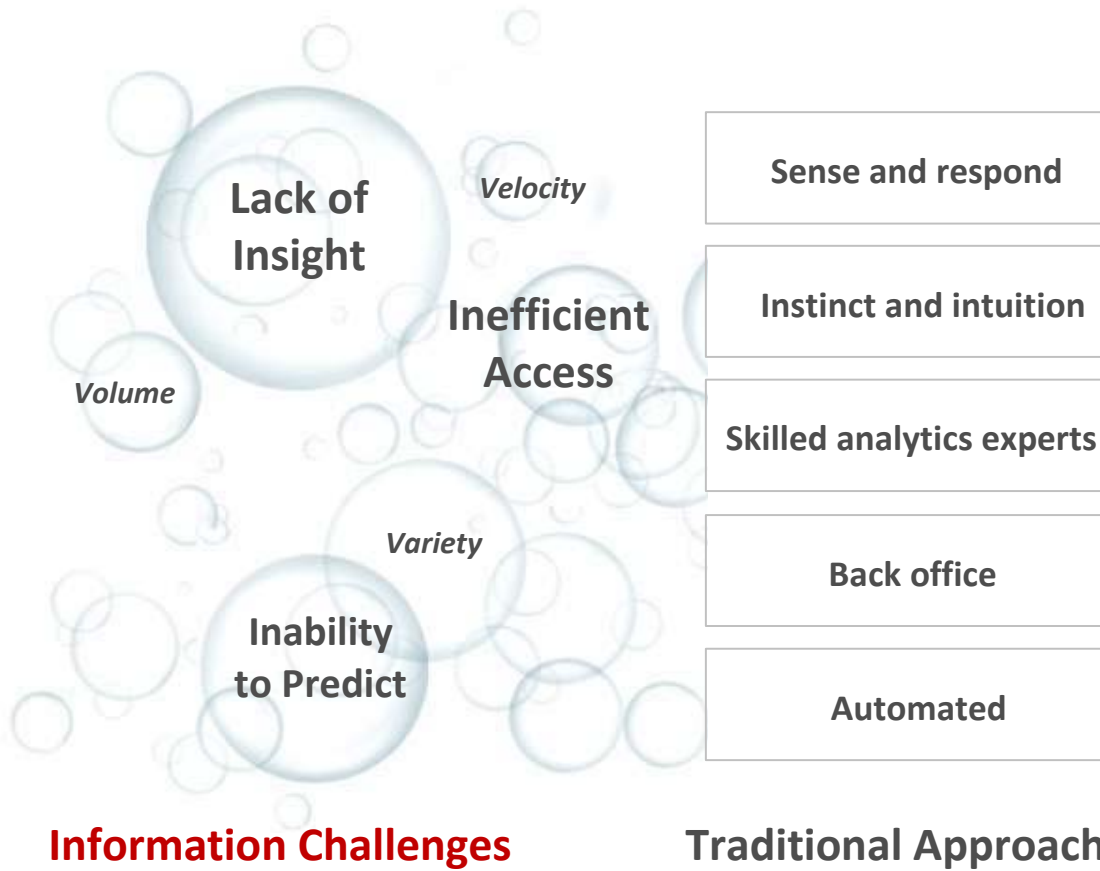 Lack of
Insight
Velocity
Inefficient
Access
Volume
Variety
Inability
to Predict
Information Challenges
Sense and respond
Instinct and intuition
Skilled analytics experts
Back office
Automated
Traditional Approach